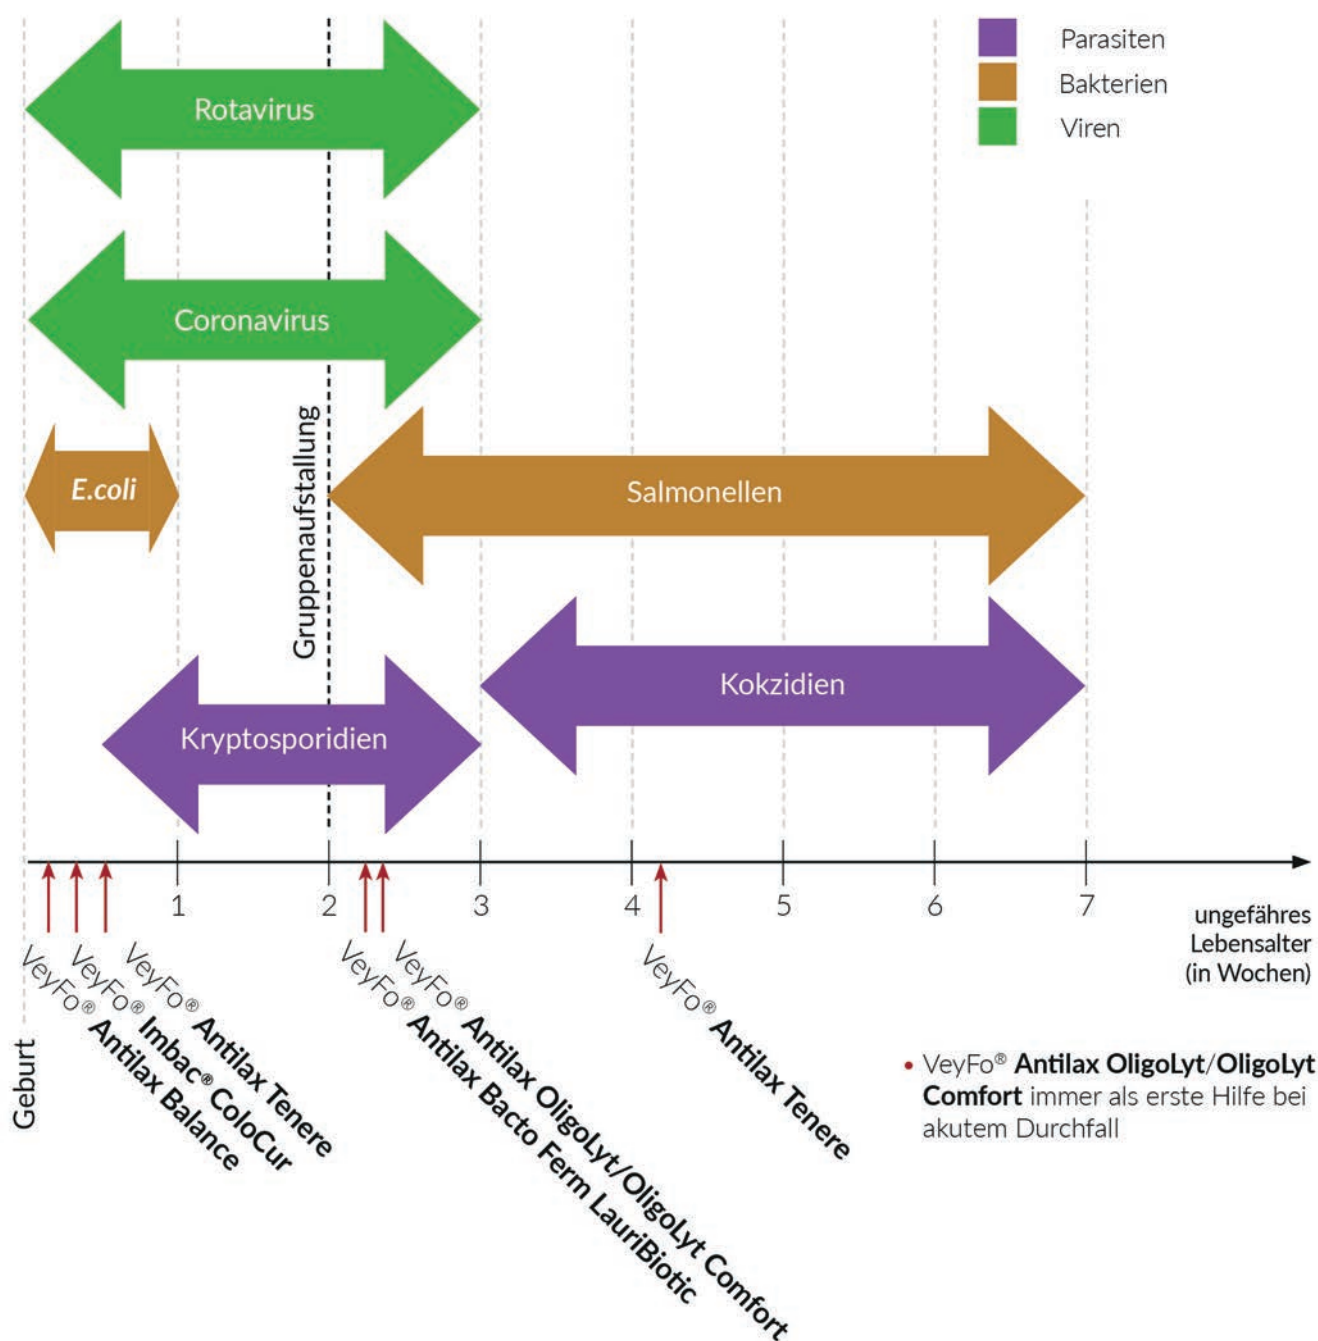 Parasiten
Bakterien
Viren
Rotavirus
Coronavirus
E.coli
Salmonellen
Gruppenaufstallung
Kokzidien
Kryptosporidien
1
2
3
4
5
6
7
ungefähres
Lebensalter
(in Wochen)
Geburt
VeyFo® Antilax Balance
VeyFo® Imbac® ColoCur
VeyFo® Antilax Tenere
VeyFo® Antilax Bacto Ferm LauriBiotic
VeyFo® Antilax OligoLyt/OligoLyt Comfort
VeyFo® Antilax Tenere
• VeyFo® Antilax OligoLyt/OligoLyt
Comfort immer als erste Hilfe bei
akutem Durchfall